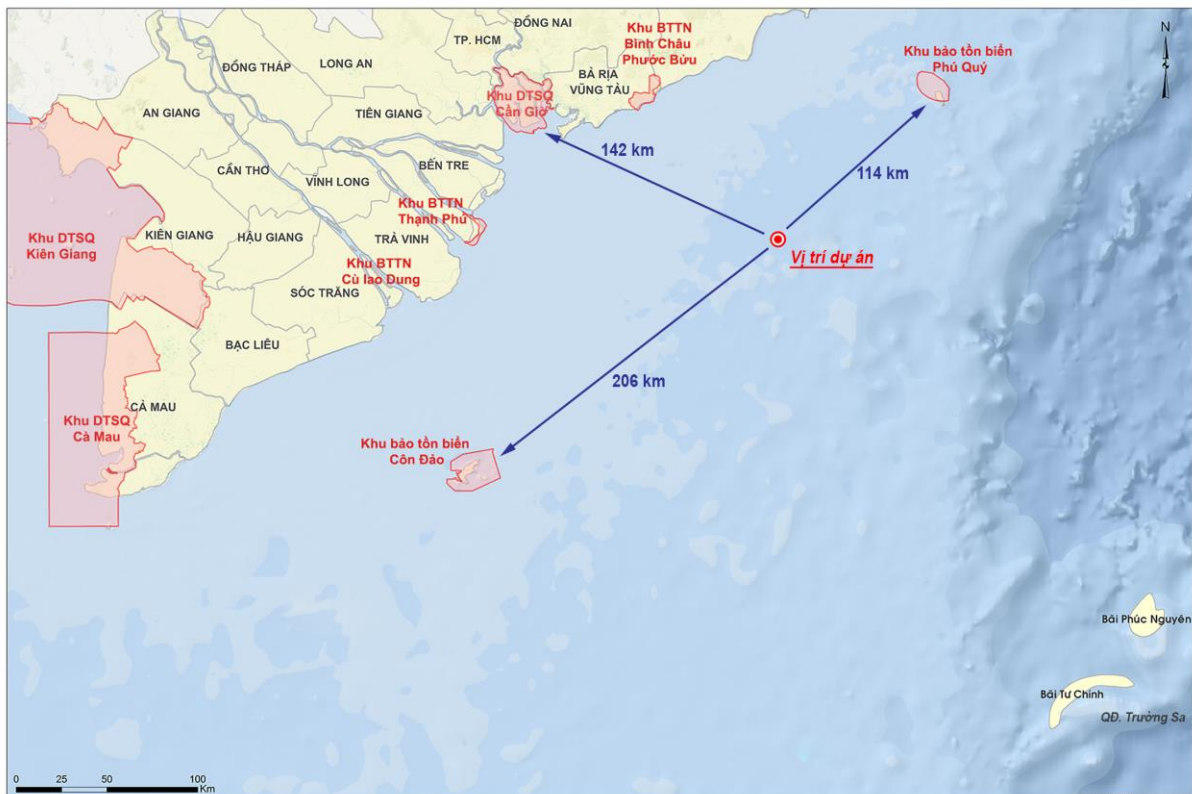 ĐỒNG NAI
TP. HCM
Khu BTTN
Bình Châu
Phước Bửu
Khu bảo tồn biển
Phú Quý
N
LONG AN
ĐỒNG THÁP
BÀ RỊA
VŨNG TÀU
Khu DTSQ
Cần Giờ
AN GIANG
TIỀN GIANG
142 km
114 km
CẦN THƠ
BẾN TRE
VĨNH LONG
Khu BTTN
Thạnh Phú
KIÊN GIANG
HẬU GIANG
TRÀ VINH
Khu DTSQ
Kiên Giang
Vị trí dự án
Khu BTTN
Cù lao Dung
SÓC TRĂNG
BẠC LIÊU
206 km
CÀ MAU
Khu DTSQ
Cà Mau
Khu bảo tồn biển
Côn Đảo
Bãi Phúc Nguyên
Bãi Tư Chính
QĐ. Trường Sa
0 25 50 100
Km